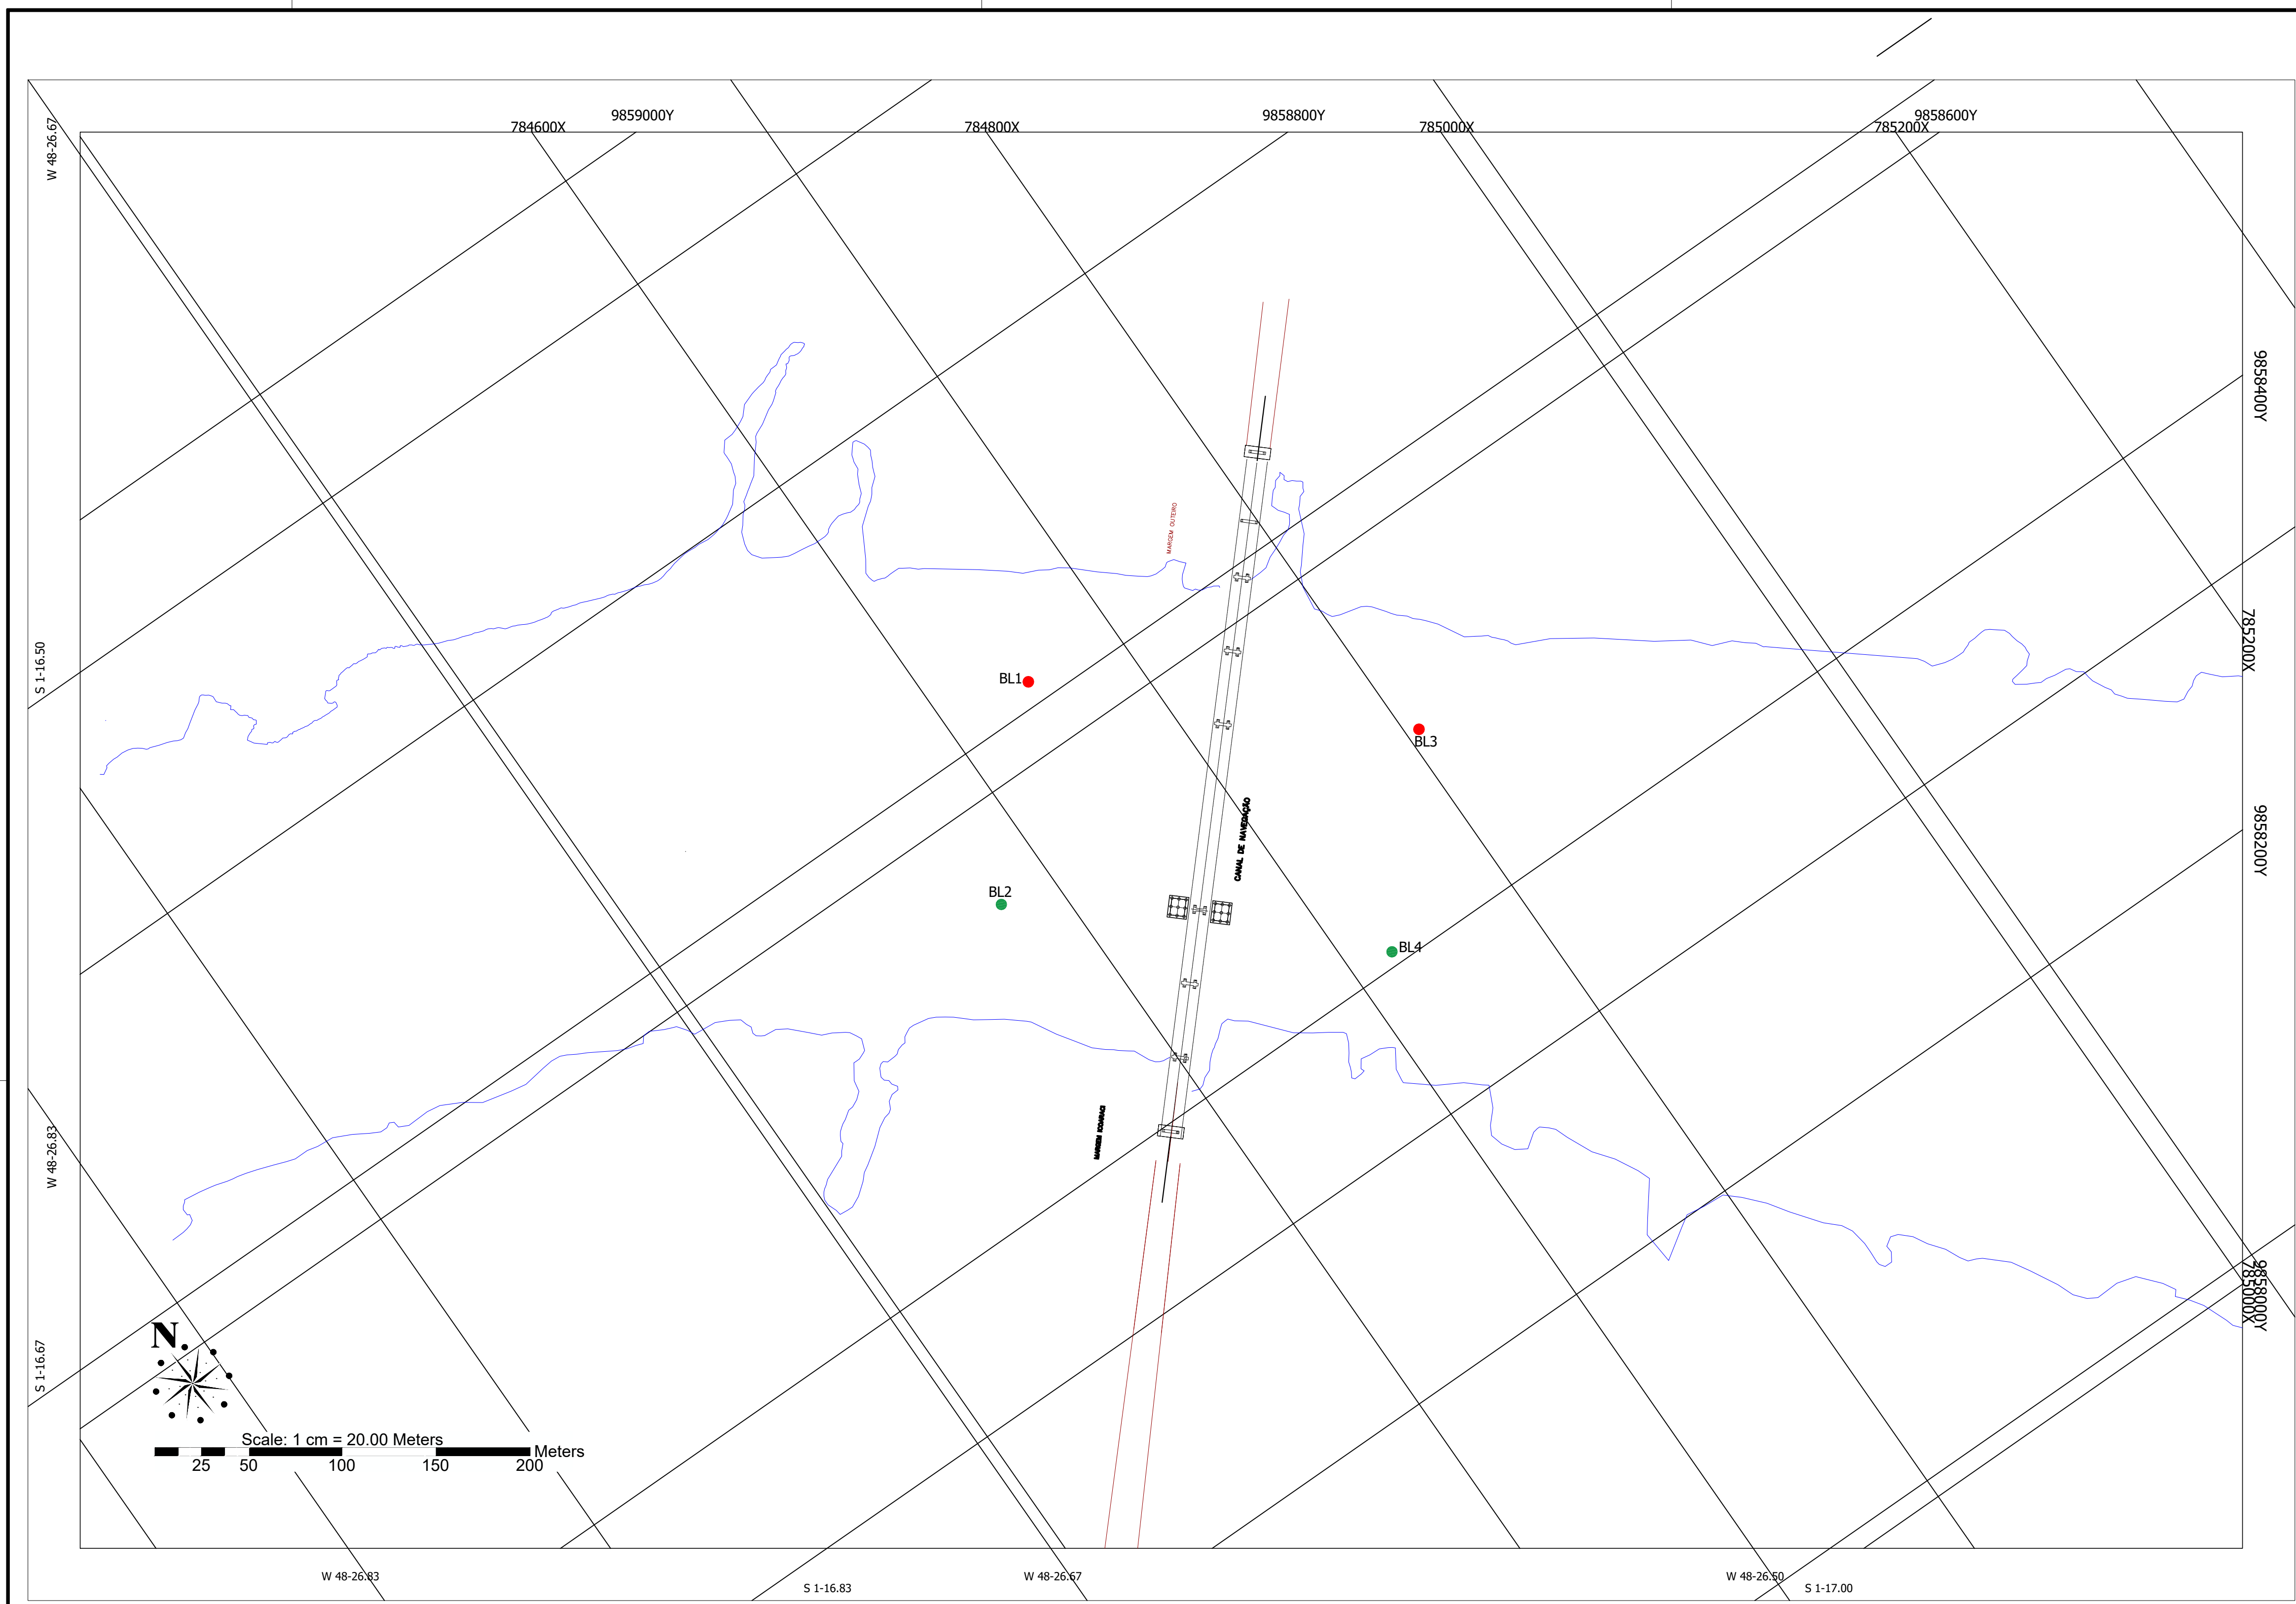 9859000Y
9858800Y
9858600Y
784600X
784800X
785000X
785200X
W 48-26.67
9858400Y
MARGEM OUTEIRO
S 1-16.50
785200X
BL1
BL3
CANAL DE NAVEGAÇÃO
9858200Y
BL2
BL4
W 48-26.83
MARGEM ICOARACI
9858000Y
785000X
S 1-16.67
N
Scale: 1 cm = 20.00 Meters
Meters
25 50 100 150 200
W 48-26.83
W 48-26.67
W 48-26.50
S 1-16.83
S 1-17.00